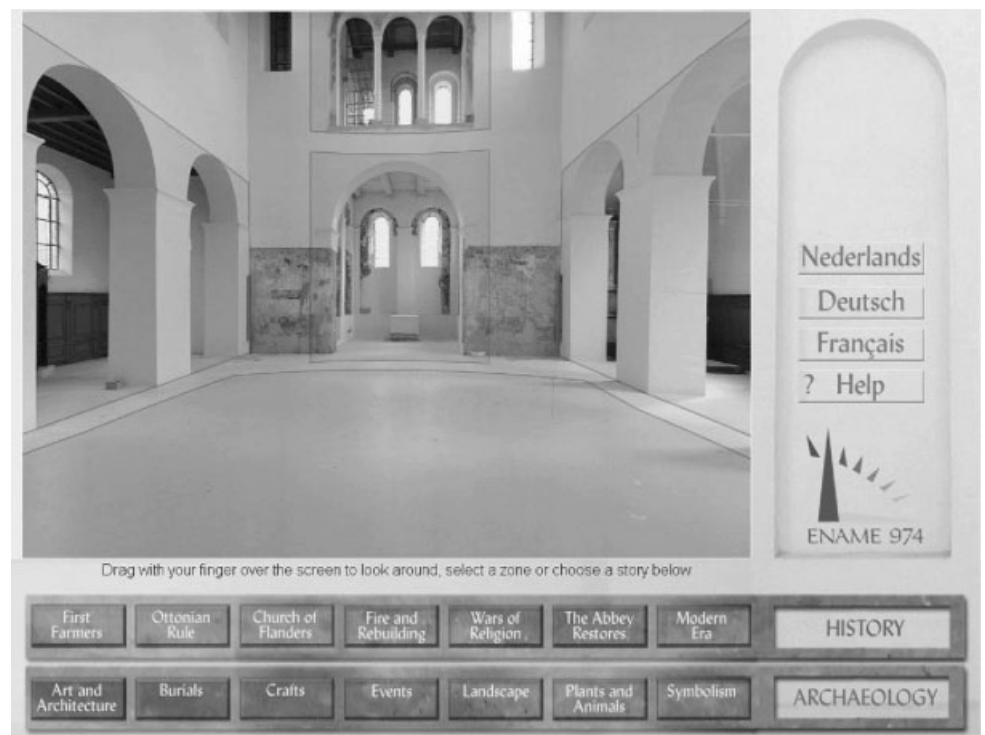 Nederlands
Deutsch
Français
? Help
ENAME 974
Drag with your finger over the screen to look around, select a zone or choose a story below
First
Farmers
Ottonian
Rule
Church of
Flanders
Fire and
Rebuilding
Wars of
Religion
The Abbey
Restores
Modern
Era
HISTORY
Art and
Architecture
Burials
Crafts
Events
Landscape
Plants and
Animals
Symbolism
ARCHAEOLOGY